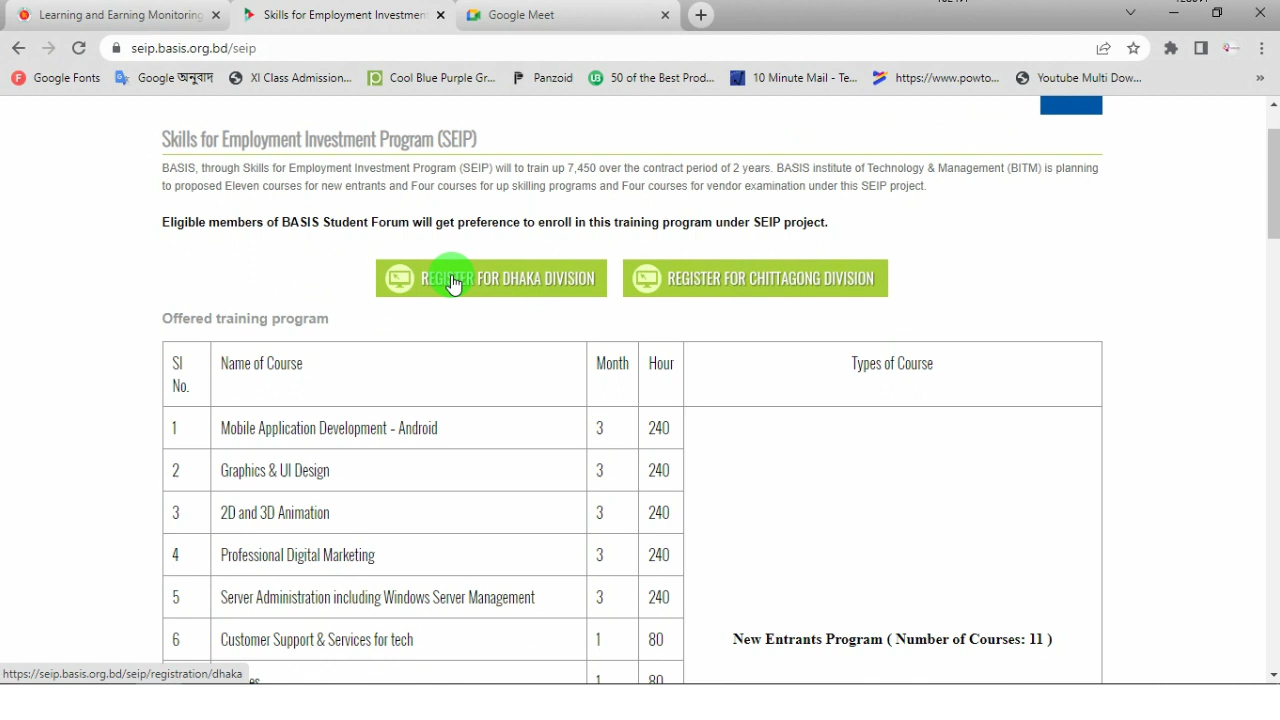 Learning and Earning Monitoring
Skills for Employment Investmen
Google Meet
seip.basis.org.bd/seip
Google Fonts
Google অনুবাদ
XI Class Admission...
Cool Blue Purple Gr...
Panzoid
50 of the Best Prod...
10 Minute Mail - Te...
https://www.powto...
Youtube Multi Dow...
»
Skills for Employment Investment Program (SEIP)
BASIS, through Skills for Employment Investment Program (SEIP) will to train up 7,450 over the contract period of 2 years. BASIS institute of Technology & Management (BITM) is planning
to proposed Eleven courses for new entrants and Four courses for up skilling programs and Four courses for vendor examination under this SEIP project.
Eligible members of BASIS Student Forum will get preference to enroll in this training program under SEIP project.
REGISTER FOR DHAKA DIVISION
REGISTER FOR CHITTAGONG DIVISION
Offered training program
Sl No. Name of Course Month Hour Types of Course
1 Mobile Application Development - Android 3 240
2 Graphics & UI Design 3 240
3 2D and 3D Animation 3 240
4 Professional Digital Marketing 3 240
5 Server Administration including Windows Server Management 3 240
6 Customer Support & Services for tech 1 80 New Entrants Program ( Number of Courses: 11 )
1 80
https://seip.basis.org.bd/seip/registration/dhaka